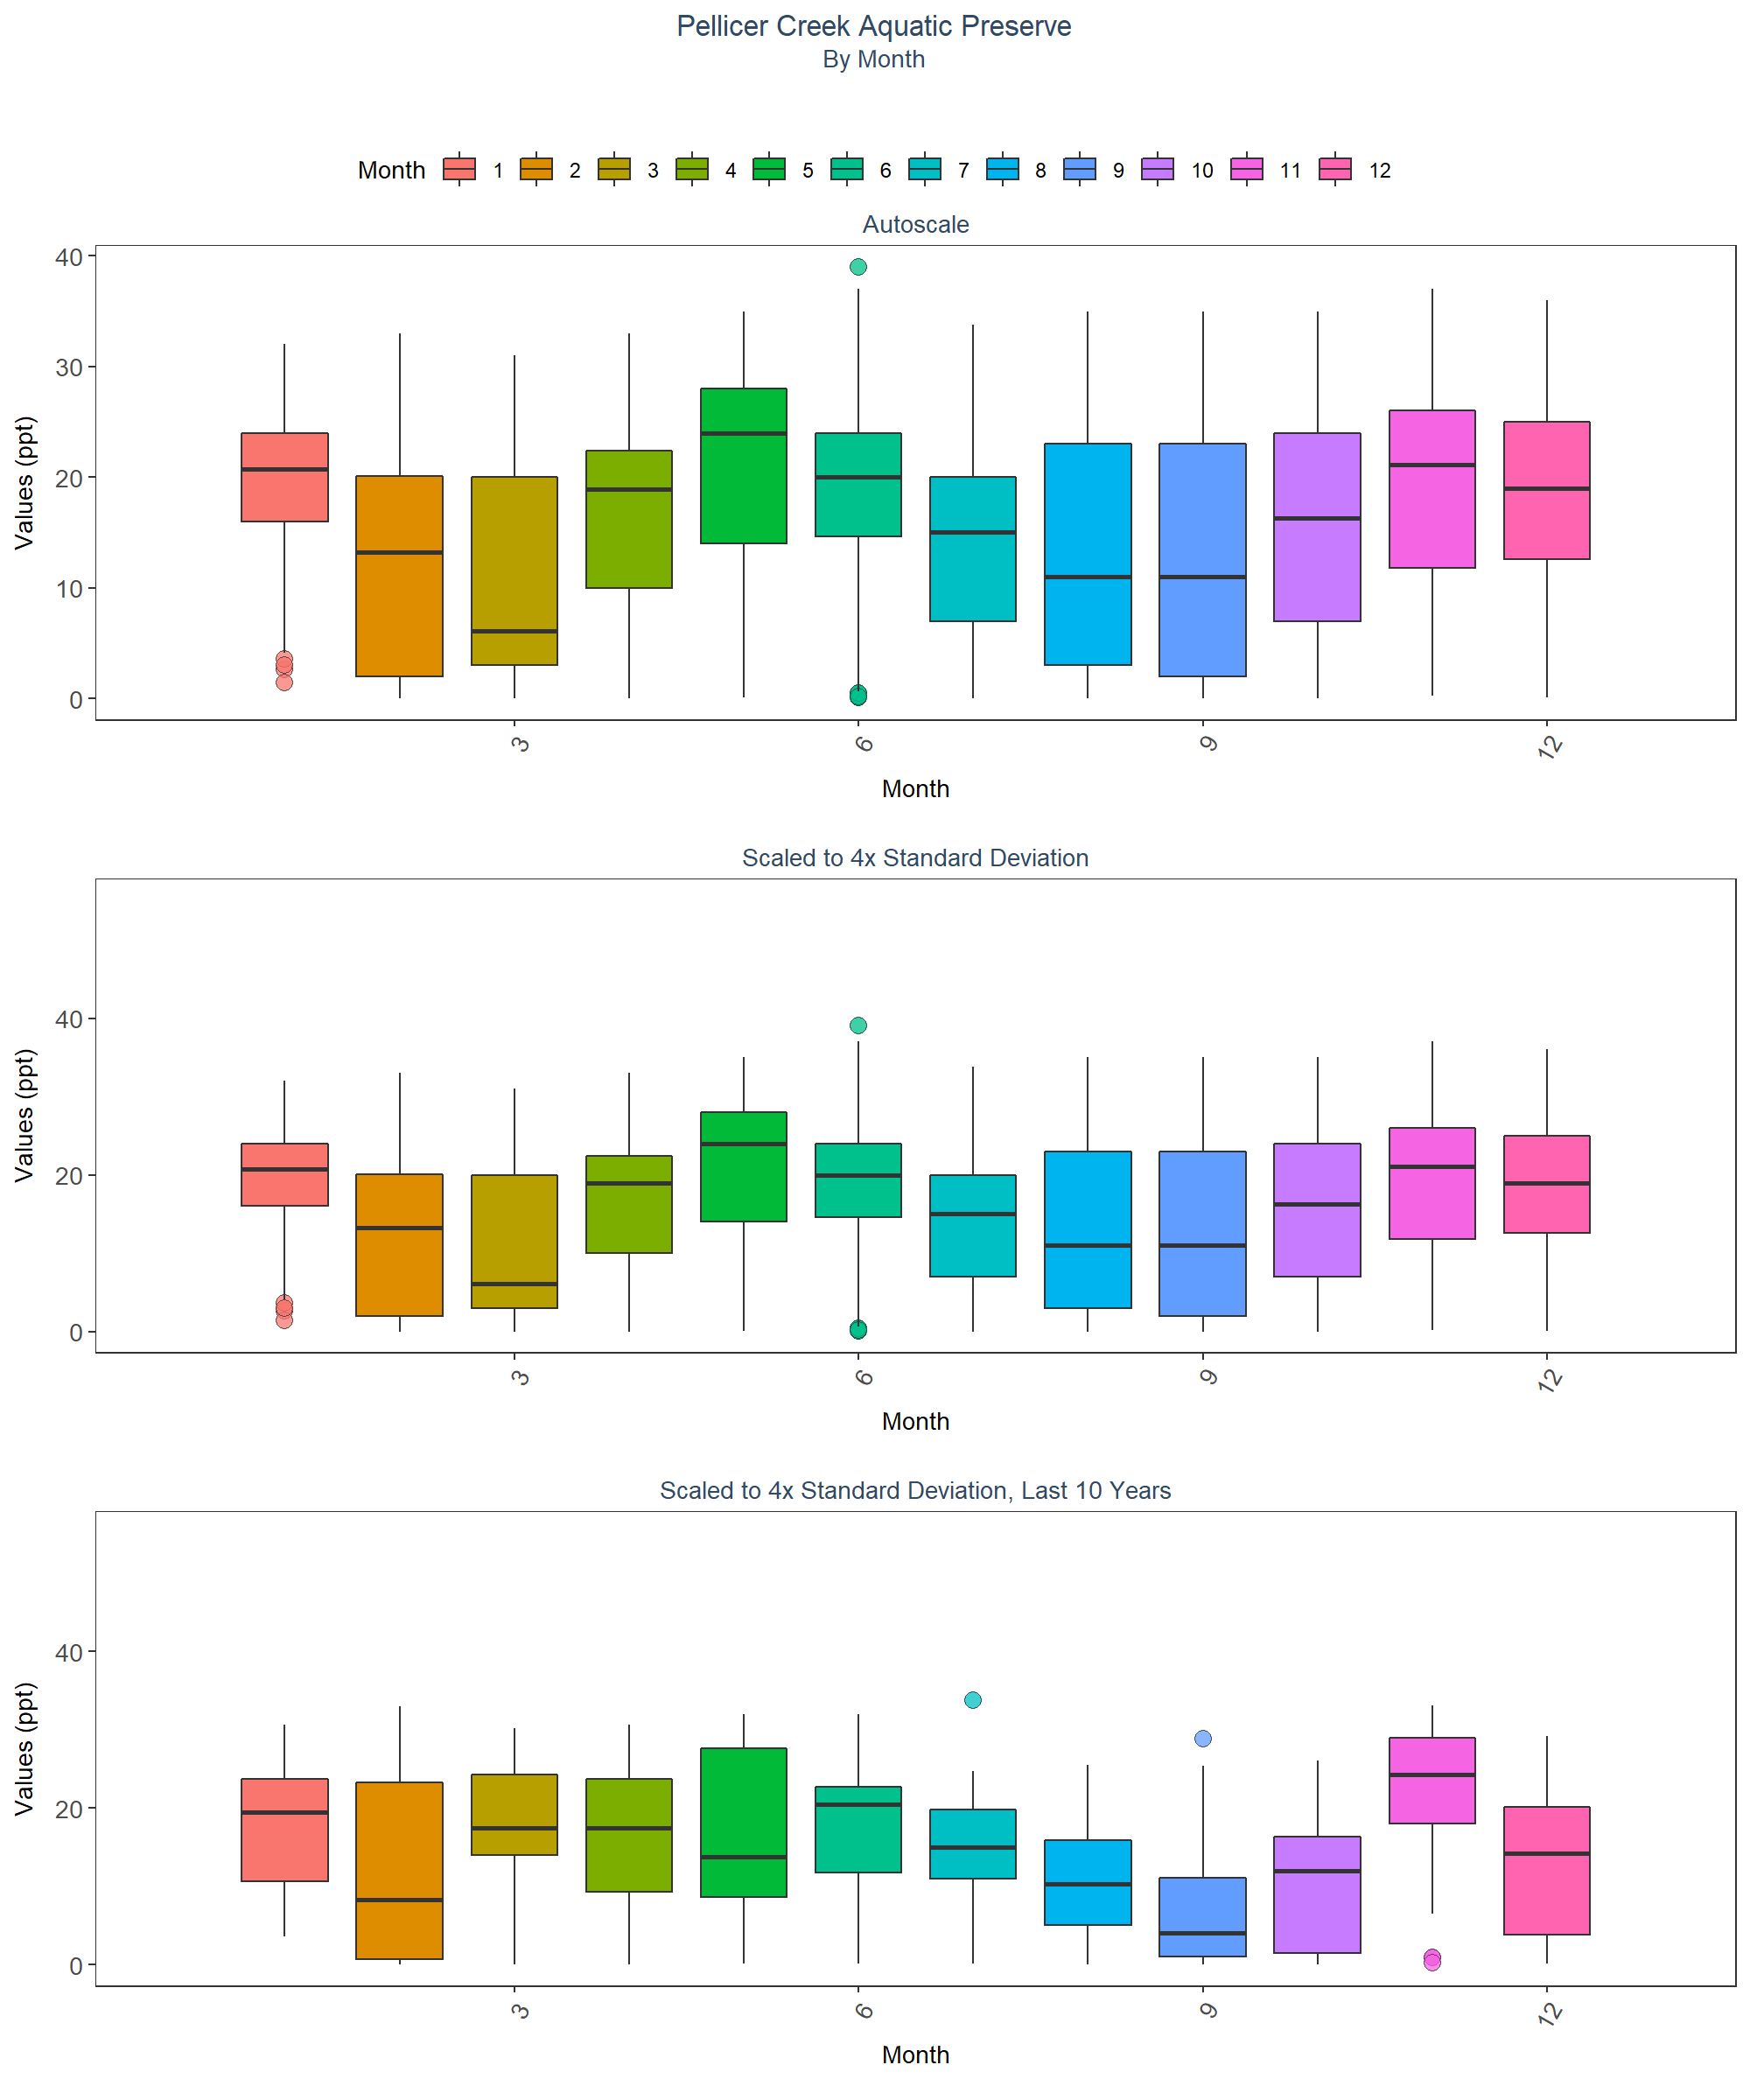 Pellicer Creek Aquatic Preserve
By Month
Month 1 2 3 4 5 6 7 8 9 10 11 12
Autoscale
40
30
20
10
0
Values (ppt)
3 6 9 12
Month
Scaled to 4x Standard Deviation
40
20
0
Values (ppt)
3 6 9 12
Month
Scaled to 4x Standard Deviation, Last 10 Years
40
20
0
Values (ppt)
3 6 9 12
Month